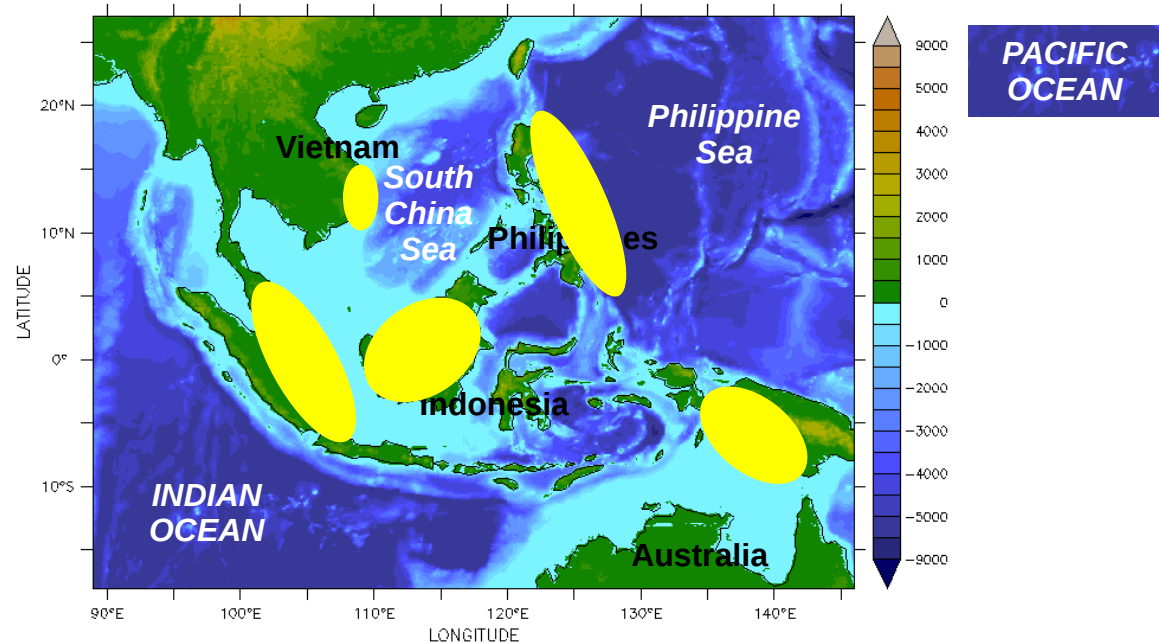 PACIFIC
OCEAN
Philippine
Sea
Vietnam
South
China
Sea
Philippines
Indonesia
INDIAN
OCEAN
Australia
LATITUDE
20°N
10°N
0°
10°S
90°E
100°E
110°E
120°E
130°E
140°E
LONGITUDE
9000
5000
4000
3000
2000
1000
0
-1000
-2000
-3000
-4000
-5000
-9000